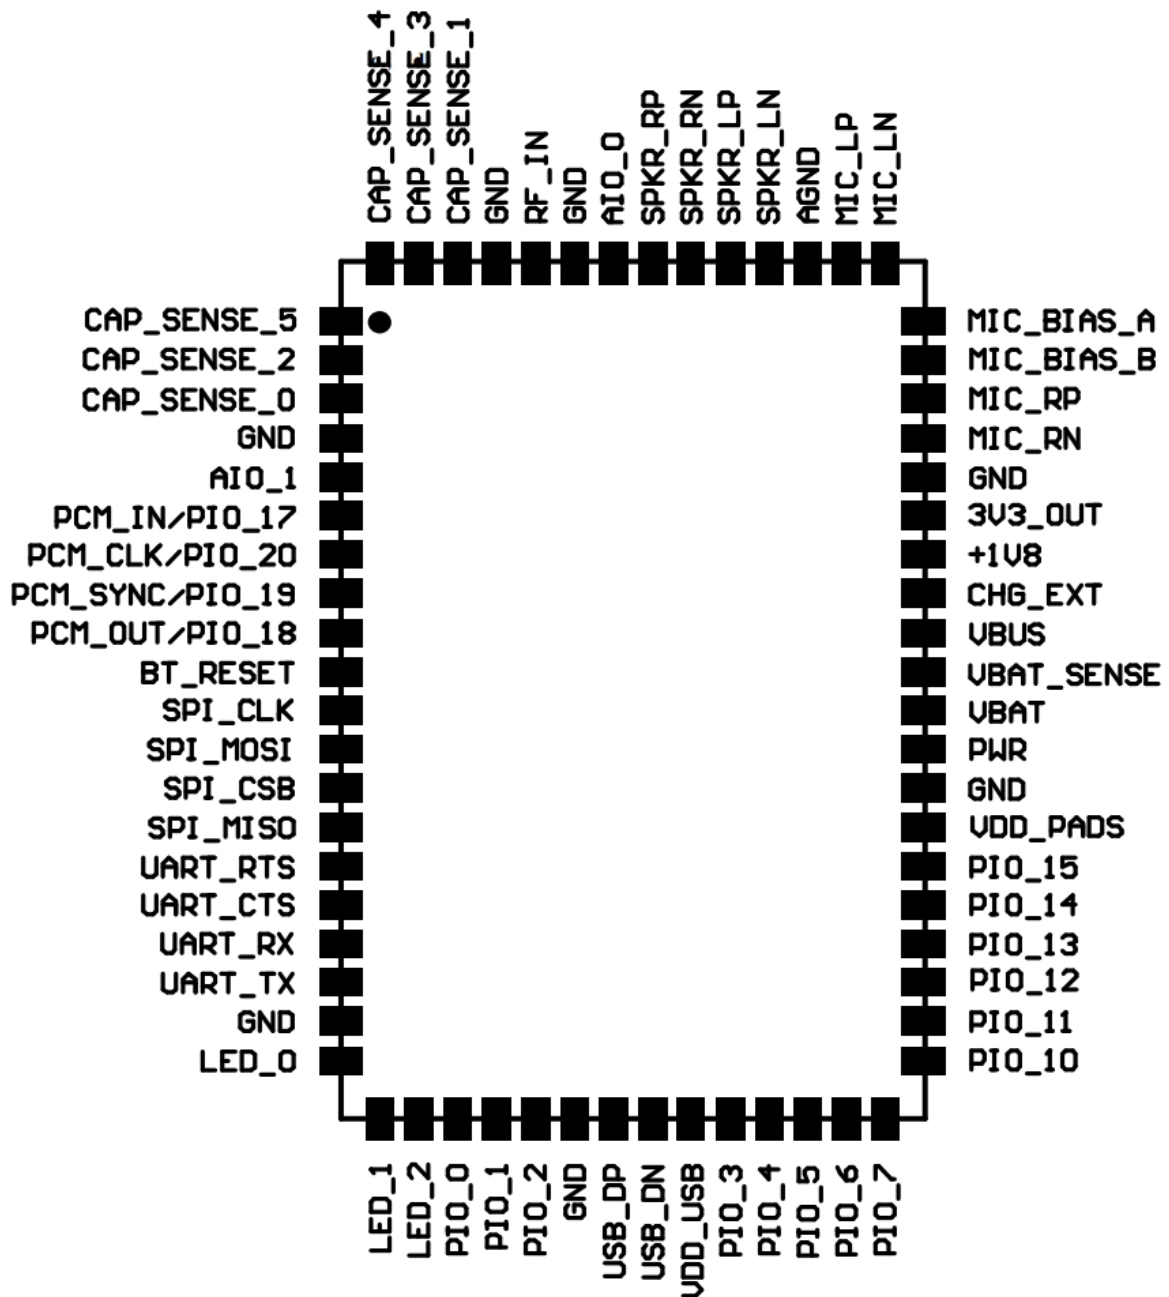 CAP_SENSE_4
CAP_SENSE_3
CAP_SENSE_1
GND
RF_IN
GND
AIO_0
SPKR_RP
SPKR_RN
SPKR_LP
SPKR_LN
AGND
MIC_LP
MIC_LN
CAP_SENSE_5
CAP_SENSE_2
CAP_SENSE_0
GND
AIO_1
PCM_IN/PIO_17
PCM_CLK/PIO_20
PCM_SYNC/PIO_19
PCM_OUT/PIO_18
BT_RESET
SPI_CLK
SPI_MOSI
SPI_CSB
SPI_MISO
UART_RTS
UART_CTS
UART_RX
UART_TX
GND
LED_0
MIC_BIAS_A
MIC_BIAS_B
MIC_RP
MIC_RN
GND
3V3_OUT
+1V8
CHG_EXT
VBUS
VBAT_SENSE
VBAT
PWR
GND
VDD_PADS
PIO_15
PIO_14
PIO_13
PIO_12
PIO_11
PIO_10
LED_1
LED_2
PIO_0
PIO_1
PIO_2
GND
USB_DP
USB_DN
VDD_USB
PIO_3
PIO_4
PIO_5
PIO_6
PIO_7